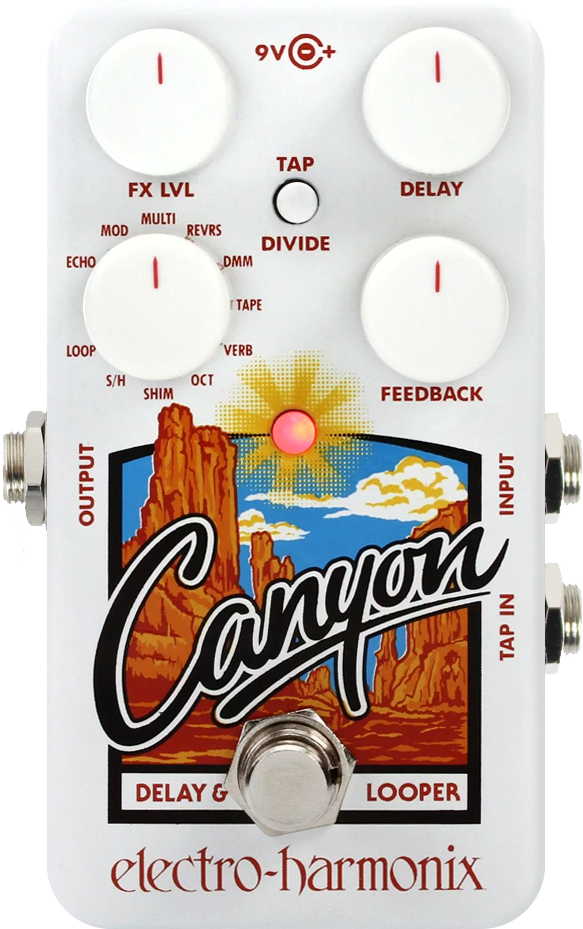 9V +
FX LVL
TAP
DIVIDE
DELAY
MULTI
MOD
REVRS
ECHO
DMM
TAPE
LOOP
VERB
S/H
OCT
SHIM
FEEDBACK
OUTPUT
INPUT
TAP IN
Canyon
DELAY & LOOPER
electro-harmonix